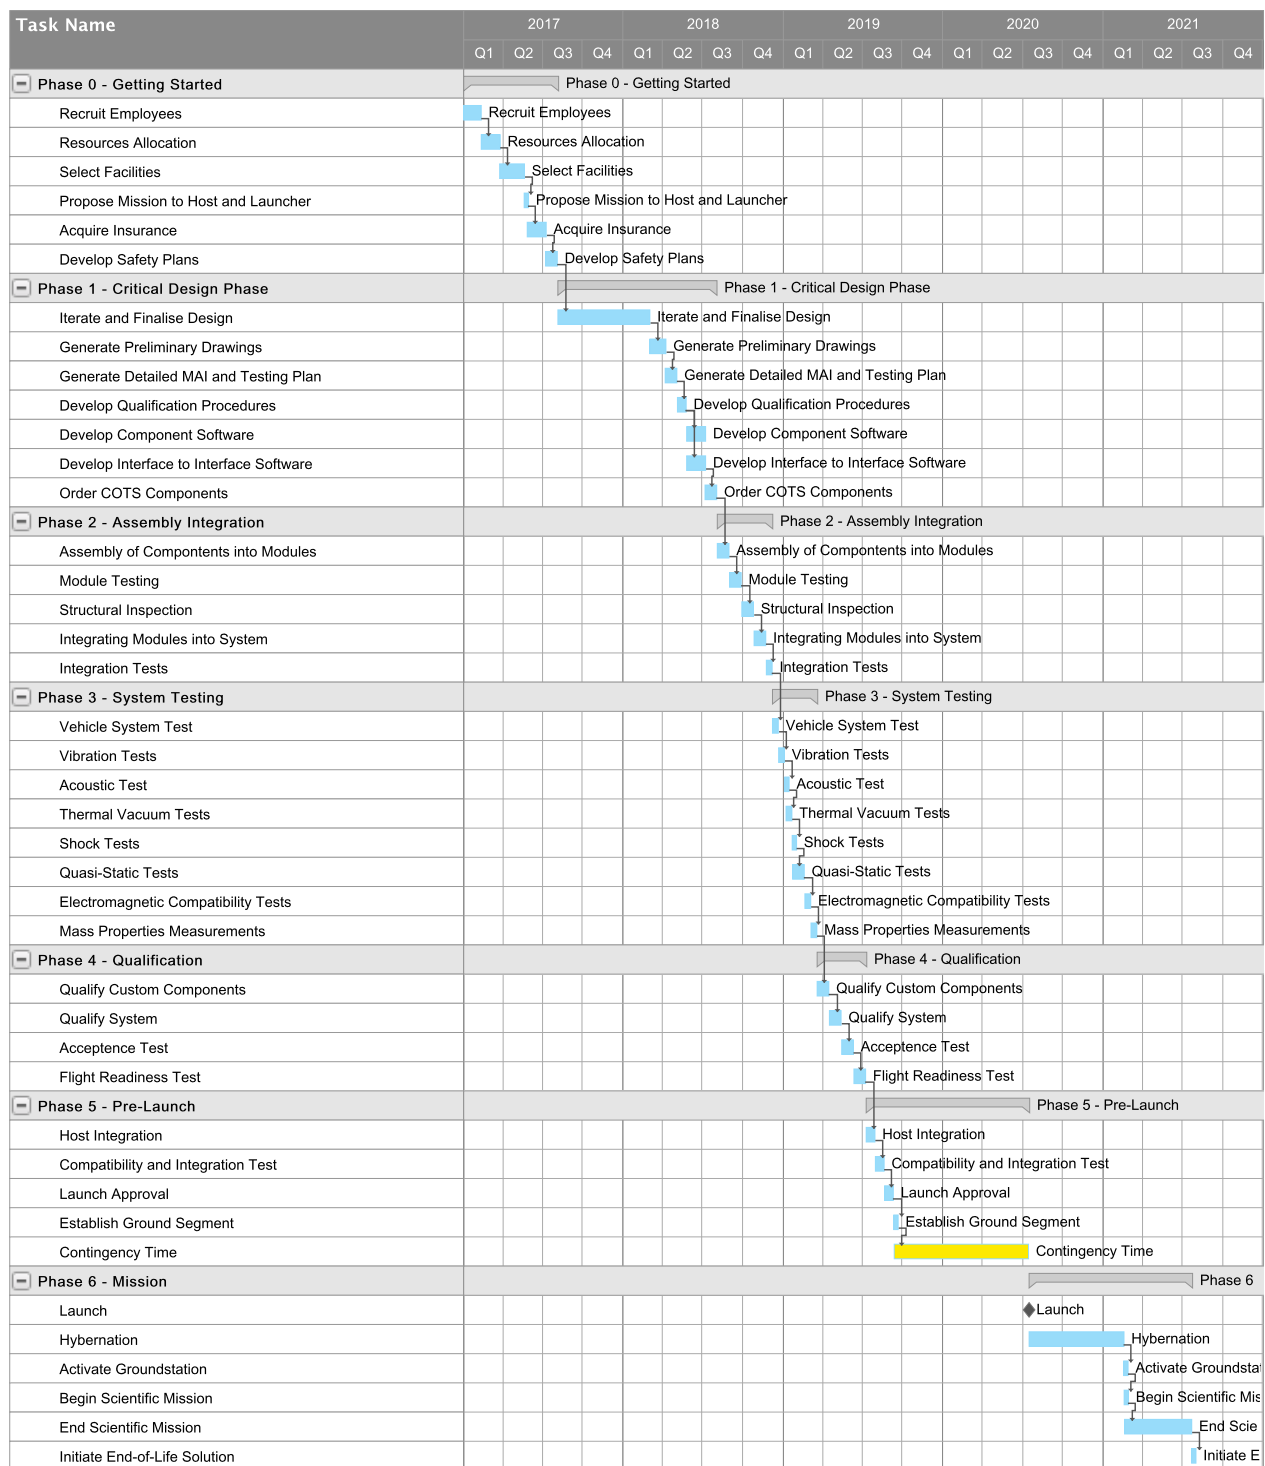 Task Name 2017 2018 2019 2020 2021
Q1 Q2 Q3 Q4 Q1 Q2 Q3 Q4 Q1 Q2 Q3 Q4 Q1 Q2 Q3 Q4 Q1 Q2 Q3 Q4
Phase 0 - Getting Started Phase 0 - Getting Started
Recruit Employees Recruit Employees
Resources Allocation Resources Allocation
Select Facilities Select Facilities
Propose Mission to Host and Launcher Propose Mission to Host and Launcher
Acquire Insurance Acquire Insurance
Develop Safety Plans Develop Safety Plans
Phase 1 - Critical Design Phase Phase 1 - Critical Design Phase
Iterate and Finalise Design Iterate and Finalise Design
Generate Preliminary Drawings Generate Preliminary Drawings
Generate Detailed MAI and Testing Plan Generate Detailed MAI and Testing Plan
Develop Qualification Procedures Develop Qualification Procedures
Develop Component Software Develop Component Software
Develop Interface to Interface Software Develop Interface to Interface Software
Order COTS Components Order COTS Components
Phase 2 - Assembly Integration Phase 2 - Assembly Integration
Assembly of Compontents into Modules Assembly of Compontents into Modules
Module Testing Module Testing
Structural Inspection Structural Inspection
Integrating Modules into System Integrating Modules into System
Integration Tests Integration Tests
Phase 3 - System Testing Phase 3 - System Testing
Vehicle System Test Vehicle System Test
Vibration Tests Vibration Tests
Acoustic Test Acoustic Test
Thermal Vacuum Tests Thermal Vacuum Tests
Shock Tests Shock Tests
Quasi-Static Tests Quasi-Static Tests
Electromagnetic Compatibility Tests Electromagnetic Compatibility Tests
Mass Properties Measurements Mass Properties Measurements
Phase 4 - Qualification Phase 4 - Qualification
Qualify Custom Components Qualify Custom Components
Qualify System Qualify System
Acceptence Test Acceptence Test
Flight Readiness Test Flight Readiness Test
Phase 5 - Pre-Launch Phase 5 - Pre-Launch
Host Integration Host Integration
Compatibility and Integration Test Compatibility and Integration Test
Launch Approval Launch Approval
Establish Ground Segment Establish Ground Segment
Contingency Time Contingency Time
Phase 6 - Mission Phase 6
Launch Launch
Hybernation Hybernation
Activate Groundstation Activate Groundstat
Begin Scientific Mission Begin Scientific Mis
End Scientific Mission End Scie
Initiate End-of-Life Solution Initiate E